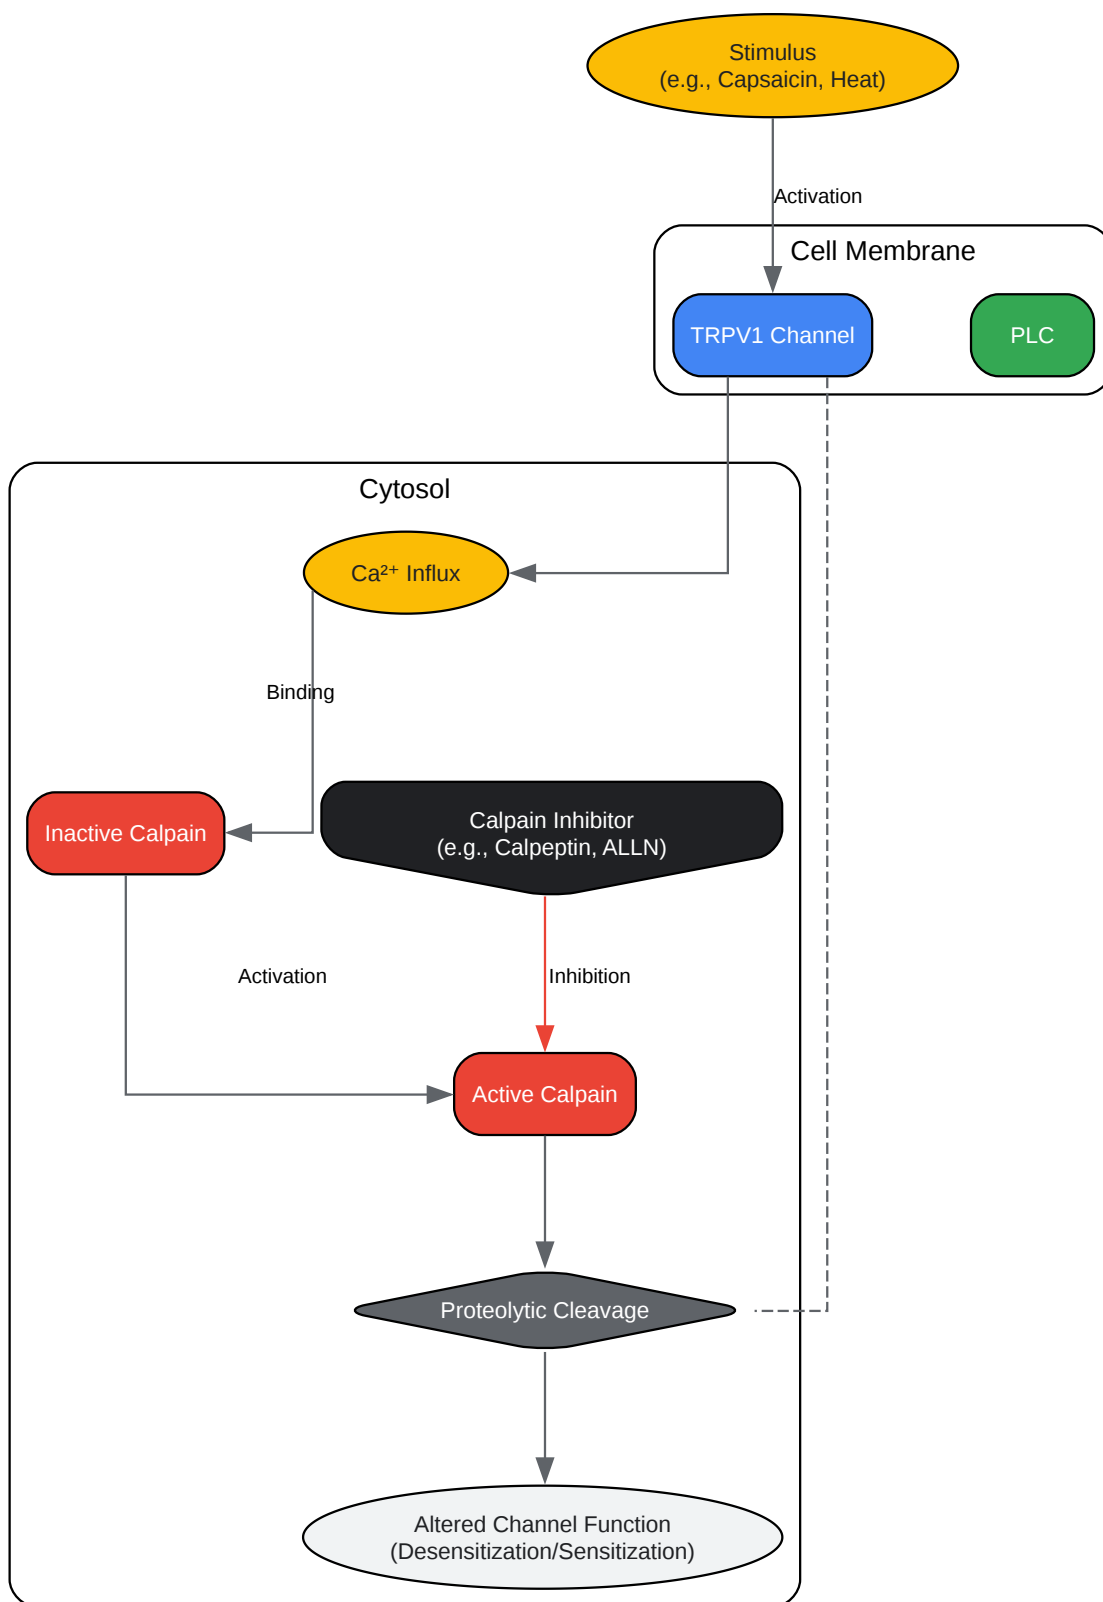 Stimulus
(e.g., Capsaicin, Heat)
Activation
Cell Membrane
TRPV1 Channel
PLC
Cytosol
Ca²⁺ Influx
Binding
Inactive Calpain
Calpain Inhibitor
(e.g., Calpeptin, ALLN)
Activation
Inhibition
Active Calpain
Proteolytic Cleavage
Altered Channel Function
(Desensitization/Sensitization)